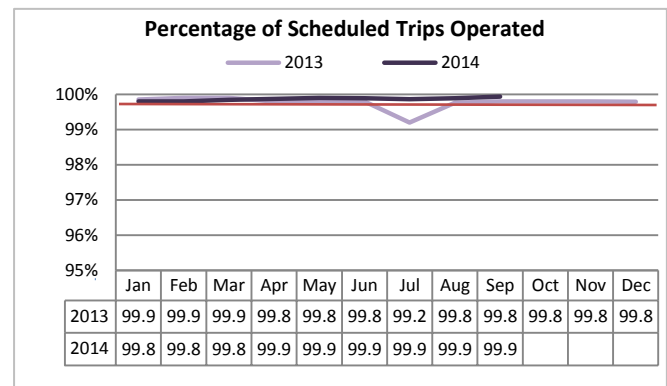 Percentage of Scheduled Trips Operated
2013 2014
100%
99%
98%
97%
96%
95%
Jan Feb Mar Apr May Jun Jul Aug Sep Oct Nov Dec
2013 99.9 99.9 99.9 99.8 99.8 99.8 99.2 99.8 99.8 99.8 99.8 99.8
2014 99.8 99.8 99.8 99.9 99.9 99.9 99.9 99.9 99.9